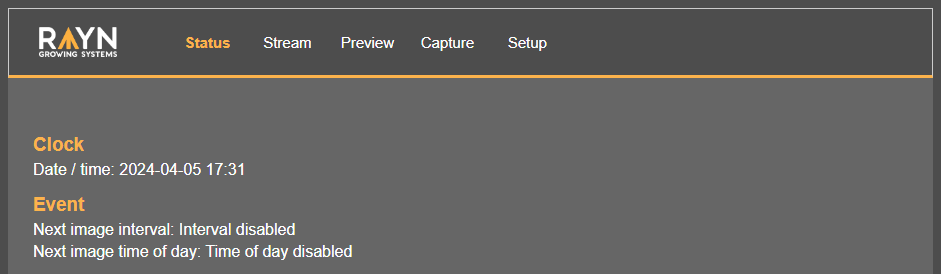 RAYN
GROWING SYSTEMS
Status Stream Preview Capture Setup
Clock
Date / time: 2024-04-05 17:31
Event
Next image interval: Interval disabled
Next image time of day: Time of day disabled